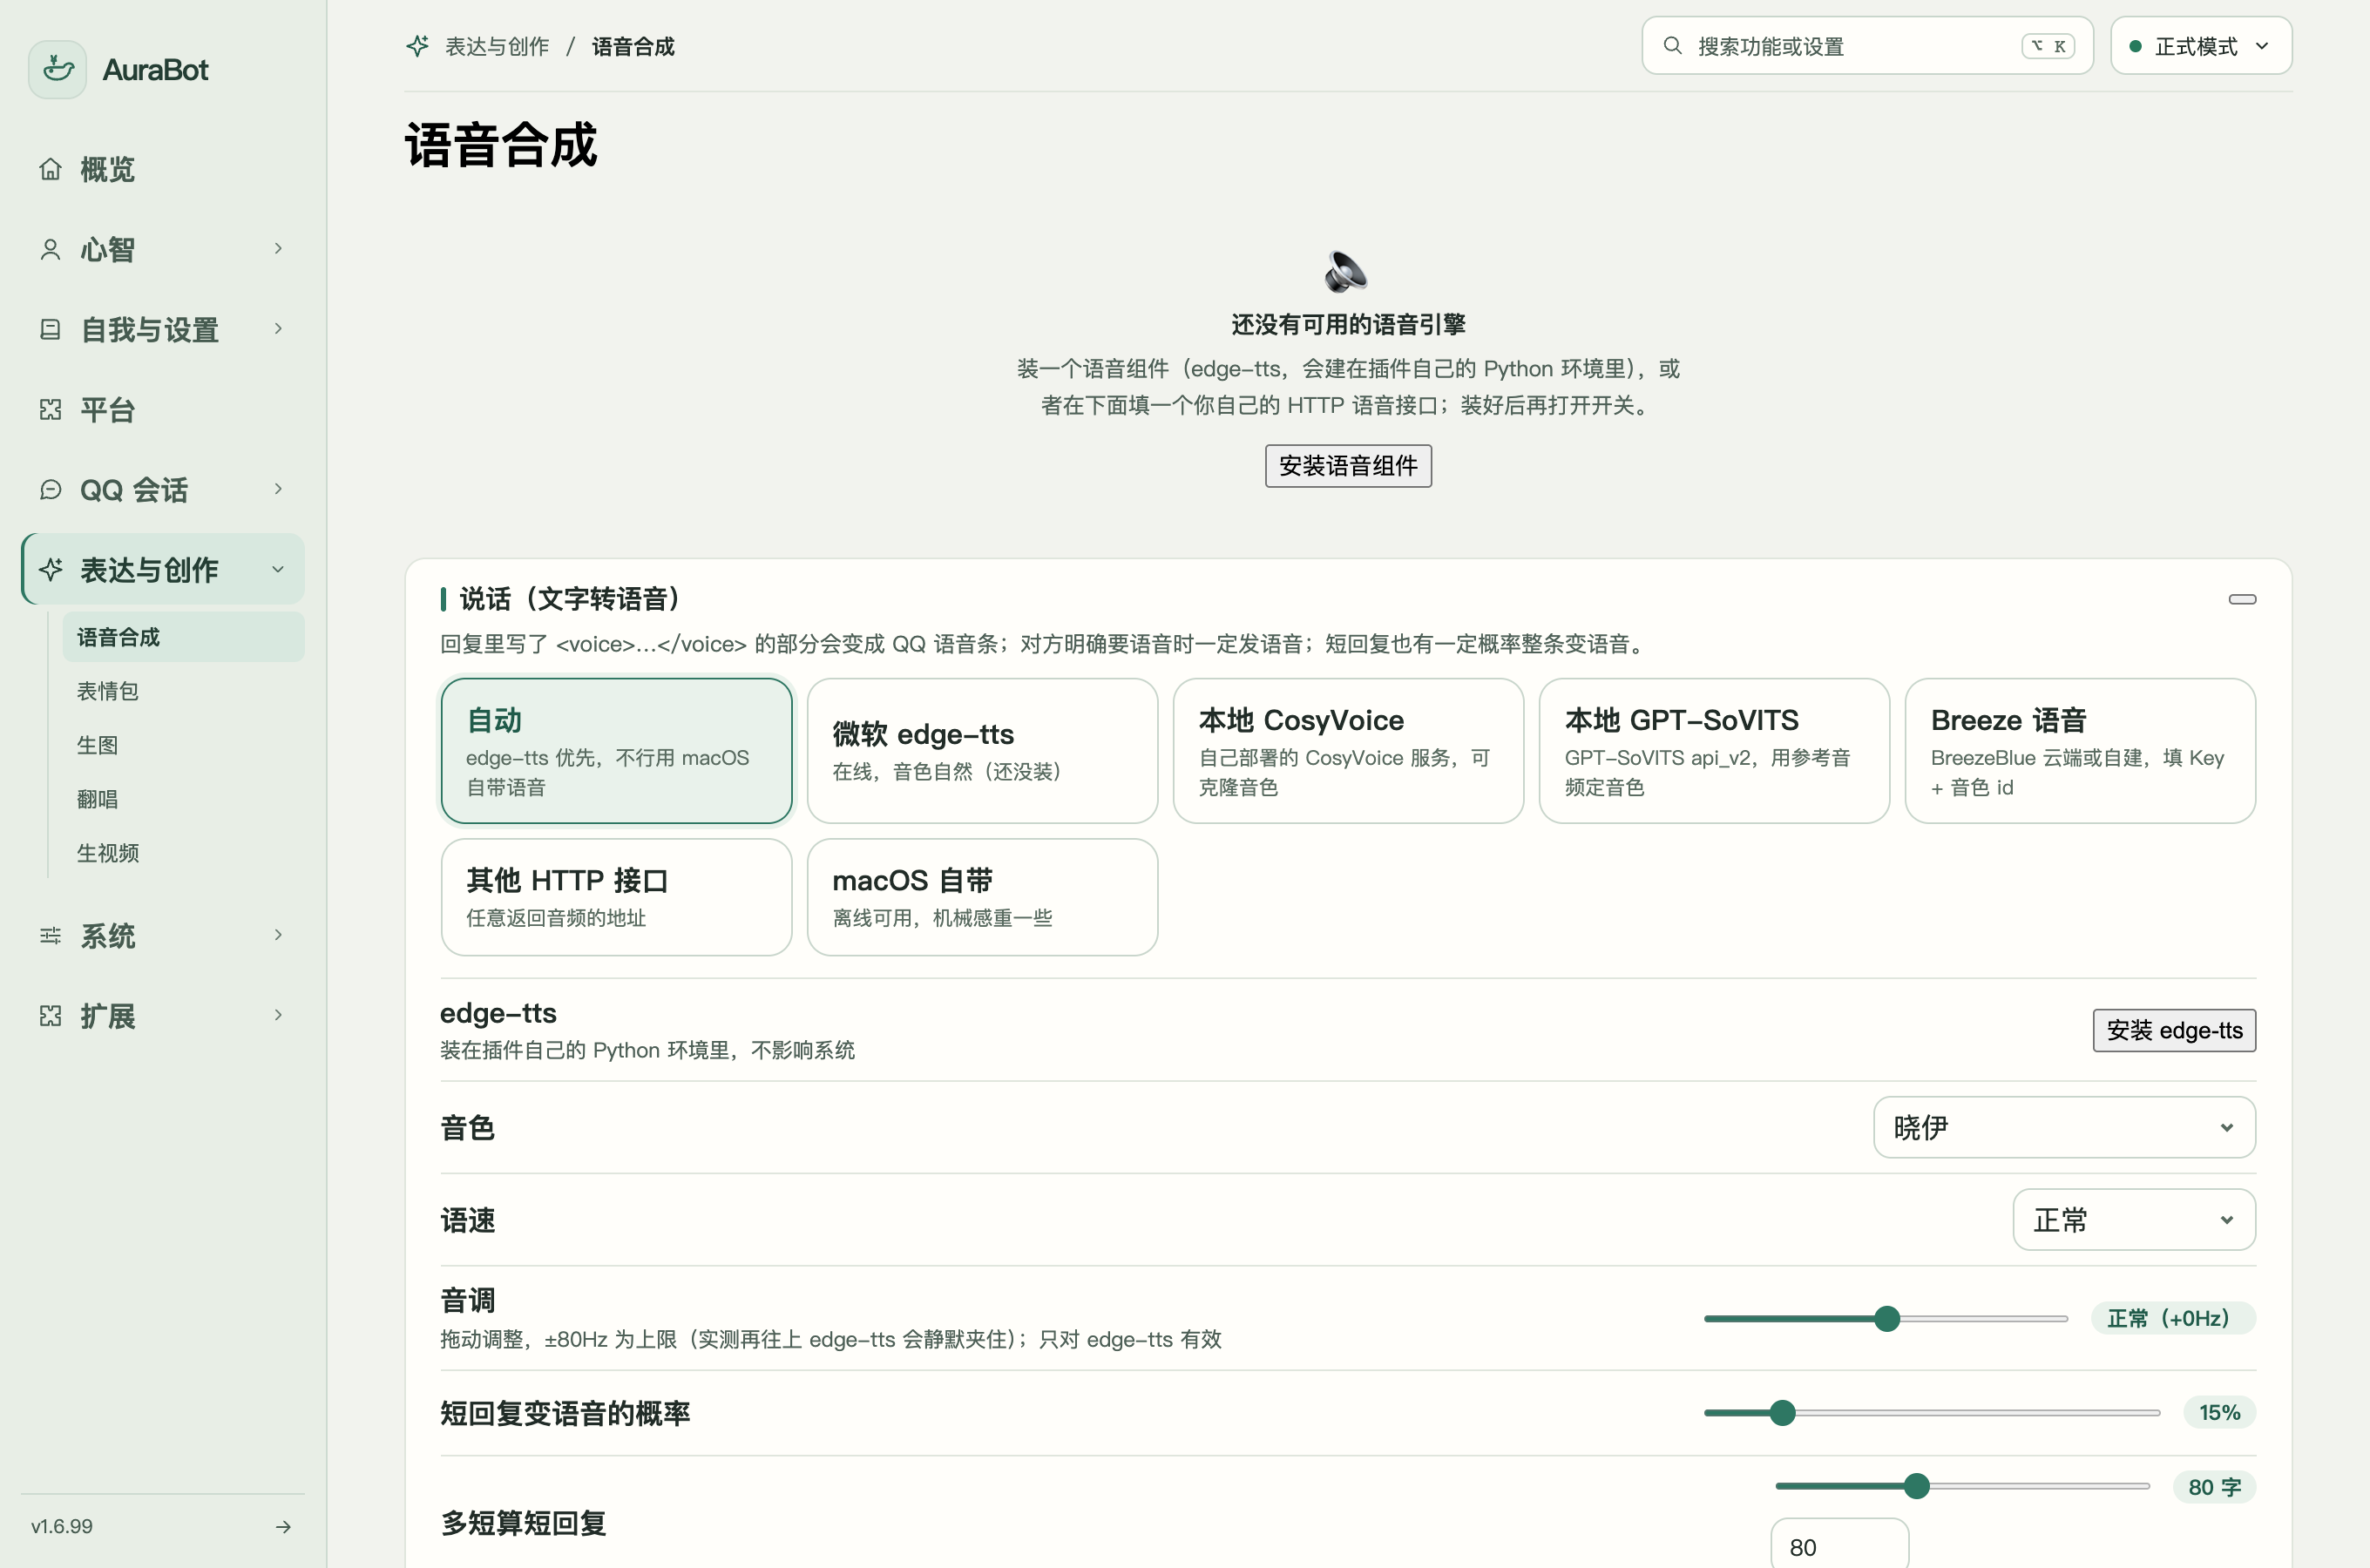 AuraBot
概览
心智
自我与设置
平台
QQ 会话
表达与创作
语音合成
表情包
生图
翻唱
生视频
系统
扩展
v1.6.99
表达与创作 / 语音合成
搜索功能或设置
⌥ K
正式模式
语音合成
还没有可用的语音引擎
装一个语音组件（edge-tts，会建在插件自己的 Python 环境里），或
者在下面填一个你自己的 HTTP 语音接口；装好后再打开开关。
安装语音组件
说话（文字转语音）
回复里写了 <voice>…</voice> 的部分会变成 QQ 语音条；对方明确要语音时一定发语音；短回复也有一定概率整条变语音。
自动
edge-tts 优先，不行用 macOS
自带语音
微软 edge-tts
在线，音色自然（还没装）
本地 CosyVoice
自己部署的 CosyVoice 服务，可
克隆音色
本地 GPT-SoVITS
GPT-SoVITS api_v2，用参考音
频定音色
Breeze 语音
BreezeBlue 云端或自建，填 Key
+ 音色 id
其他 HTTP 接口
任意返回音频的地址
macOS 自带
离线可用，机械感重一些
edge-tts
装在插件自己的 Python 环境里，不影响系统
安装 edge-tts
音色
晓伊
语速
正常
音调
拖动调整，±80Hz 为上限（实测再往上 edge-tts 会静默夹住）；只对 edge-tts 有效
正常（+0Hz）
短回复变语音的概率
15%
多短算短回复
80 字
80